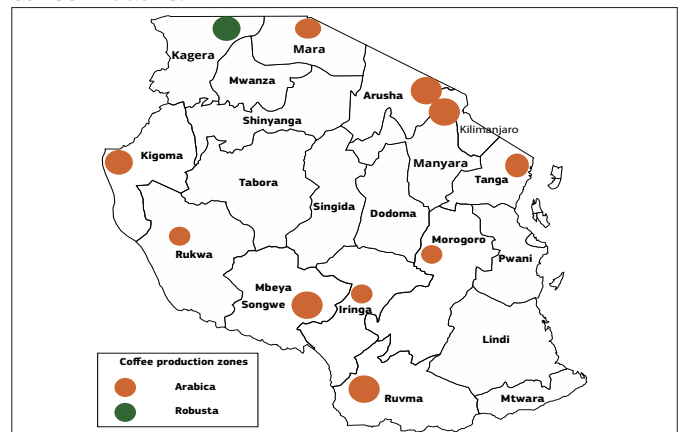 Kagera
Mara
Mwanza
Arusha
Shinyanga
Kilimanjaro
Kigoma
Manyara
Tabora
Tanga
Singida
Dodoma
Morogoro
Rukwa
Pwani
Mbeya
Songwe
Iringa
Lindi
Coffee production zones
Arabica
Robusta
Ruvma
Mtwara